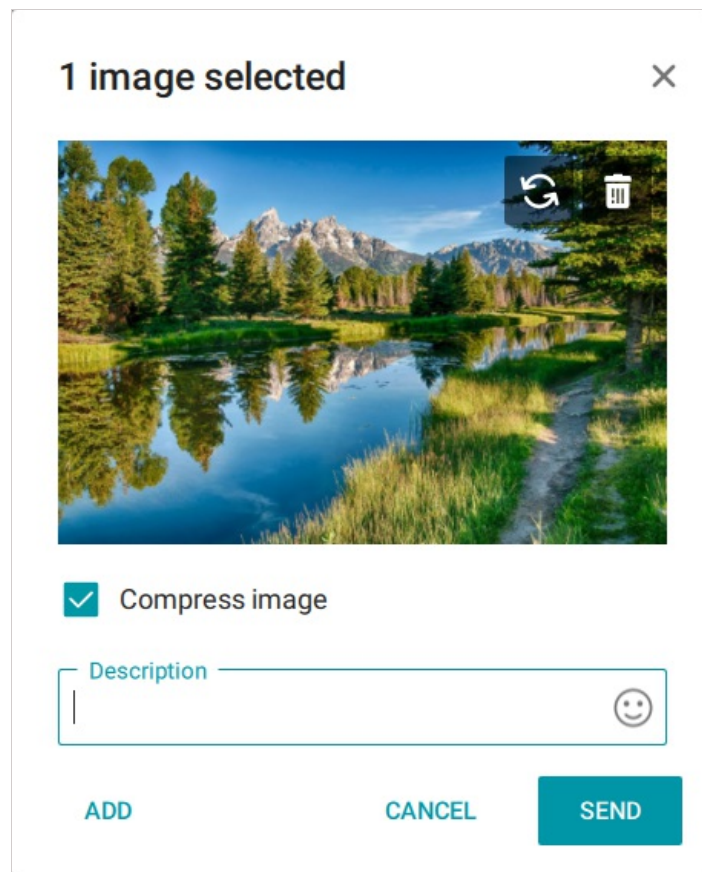 1 image selected
Compress image
Description
ADD
CANCEL
SEND